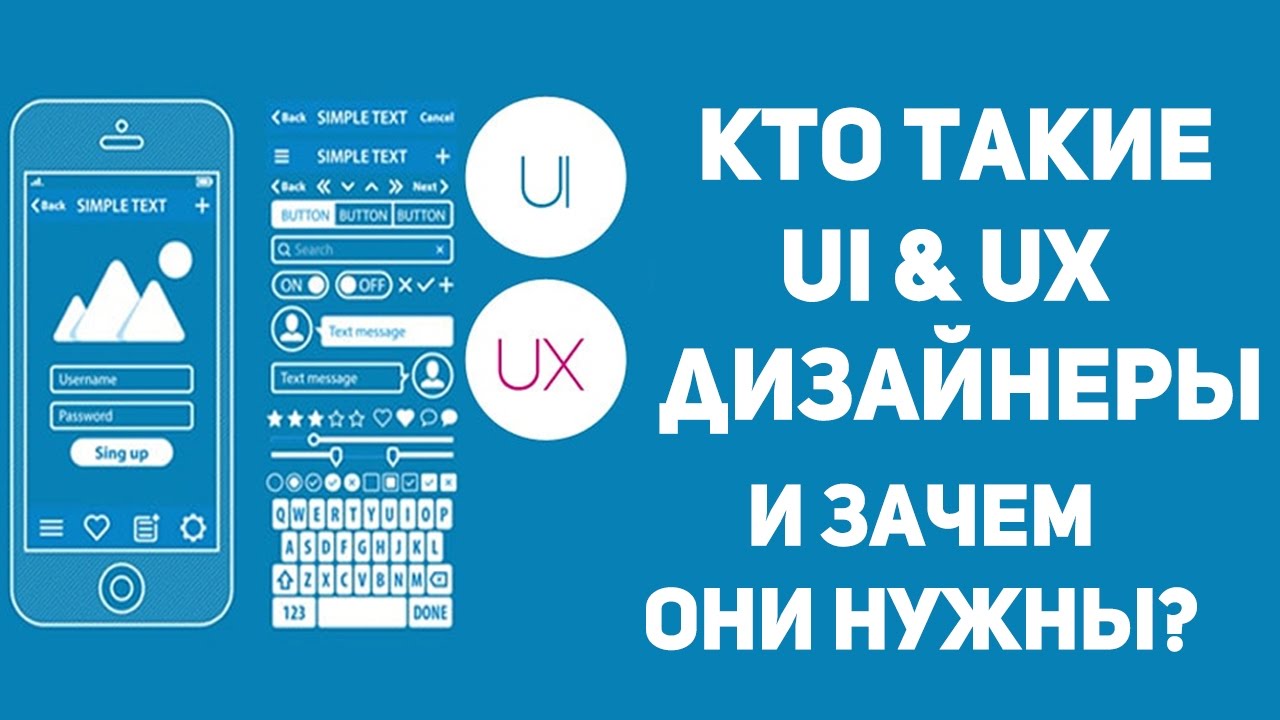 Back SIMPLE TEXT +
Username
Password
Sing up
Back SIMPLE TEXT Cancel
SIMPLE TEXT +
Back Next
BUTTON BUTTON BUTTON
Search
ON OFF
Text message
Text message
QWERTYUIOP
ASDFGHJKL
ZXCVBNM
123 DONE
UI
UX
КТО ТАКИЕ
UI & UX
ДИЗАЙНЕРЫ
И ЗАЧЕМ
ОНИ НУЖНЫ?